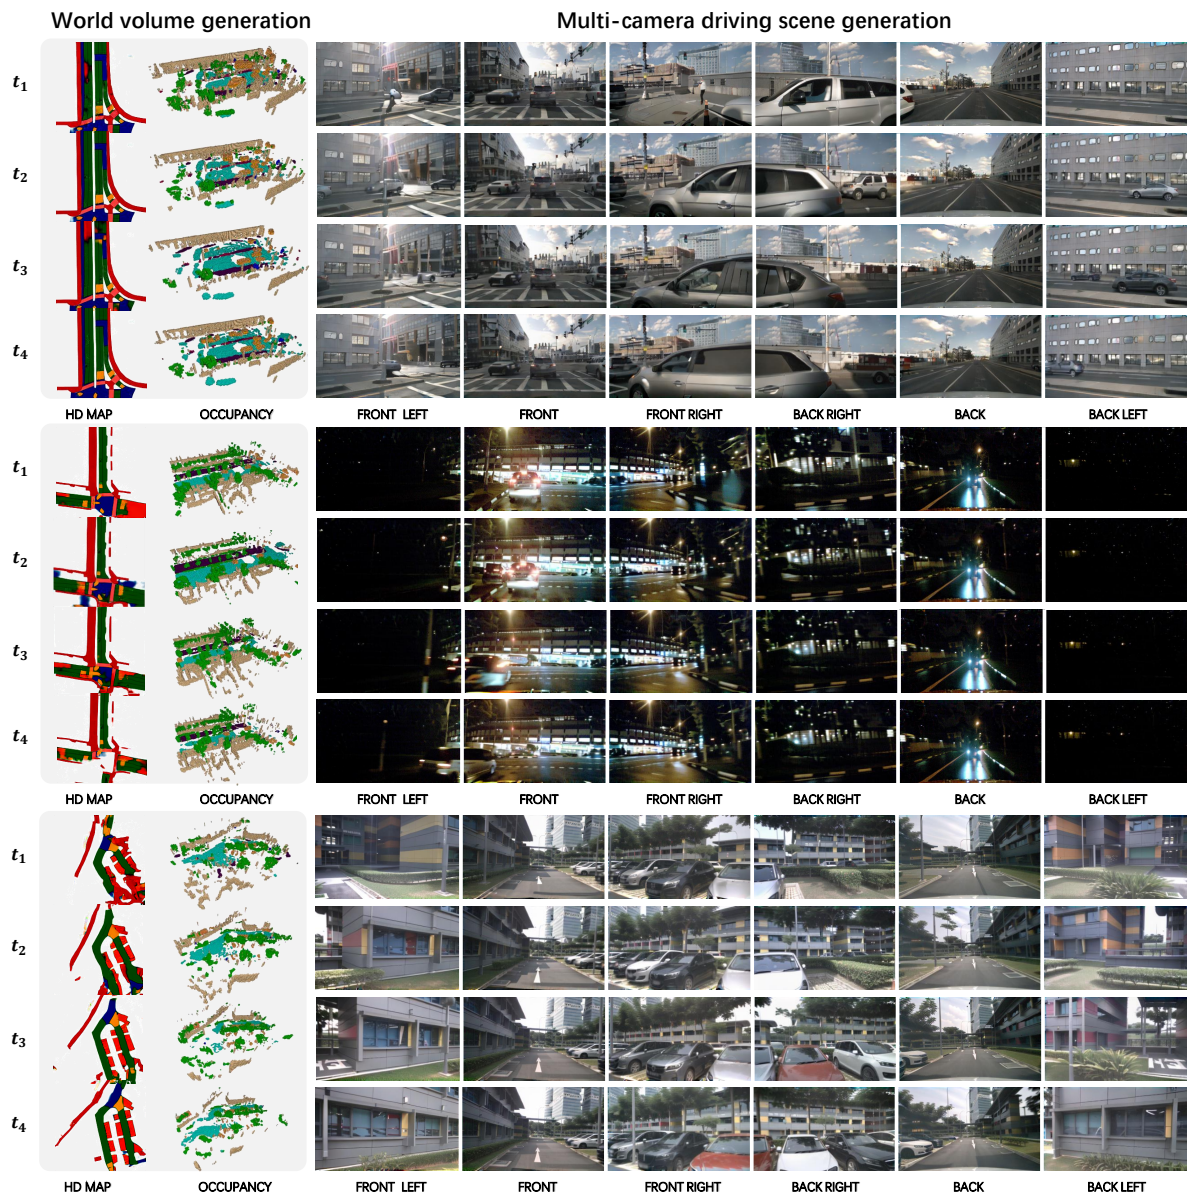 World volume generation Multi-camera driving scene generation
t1
t2
t3
t4
HD MAP OCCUPANCY FRONT LEFT FRONT FRONT RIGHT BACK RIGHT BACK BACK LEFT
t1
t2
t3
t4
HD MAP OCCUPANCY FRONT LEFT FRONT FRONT RIGHT BACK RIGHT BACK BACK LEFT
t1
t2
t3
t4
HD MAP OCCUPANCY FRONT LEFT FRONT FRONT RIGHT BACK RIGHT BACK BACK LEFT